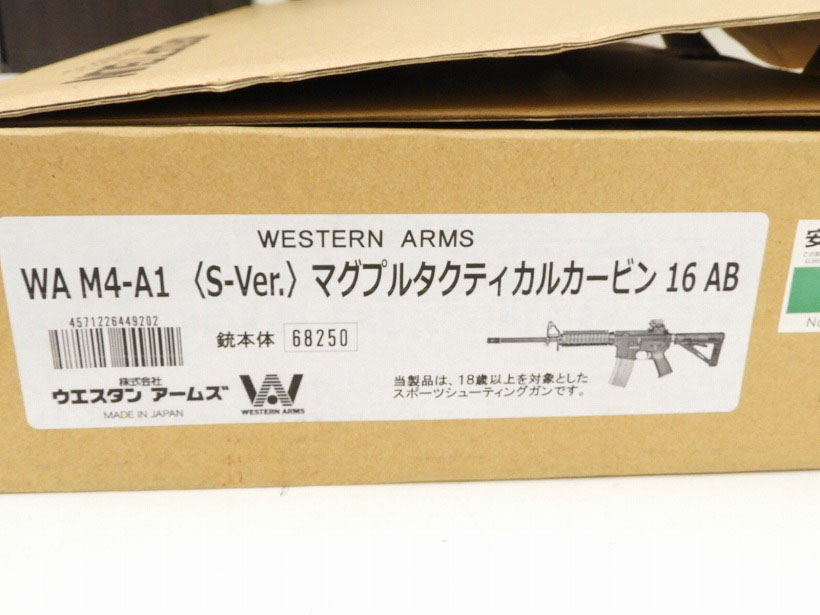 WESTERN ARMS
WA M4-A1 〈S-Ver.〉 マグプルタクティカルカービン 16 AB
4571226449202
銃本体 68250
株式会社
ウエスタン アームズ
MADE IN JAPAN
WESTERN ARMS
当製品は、18歳以上を対象とした
スポーツシューティングガンです。
安
No